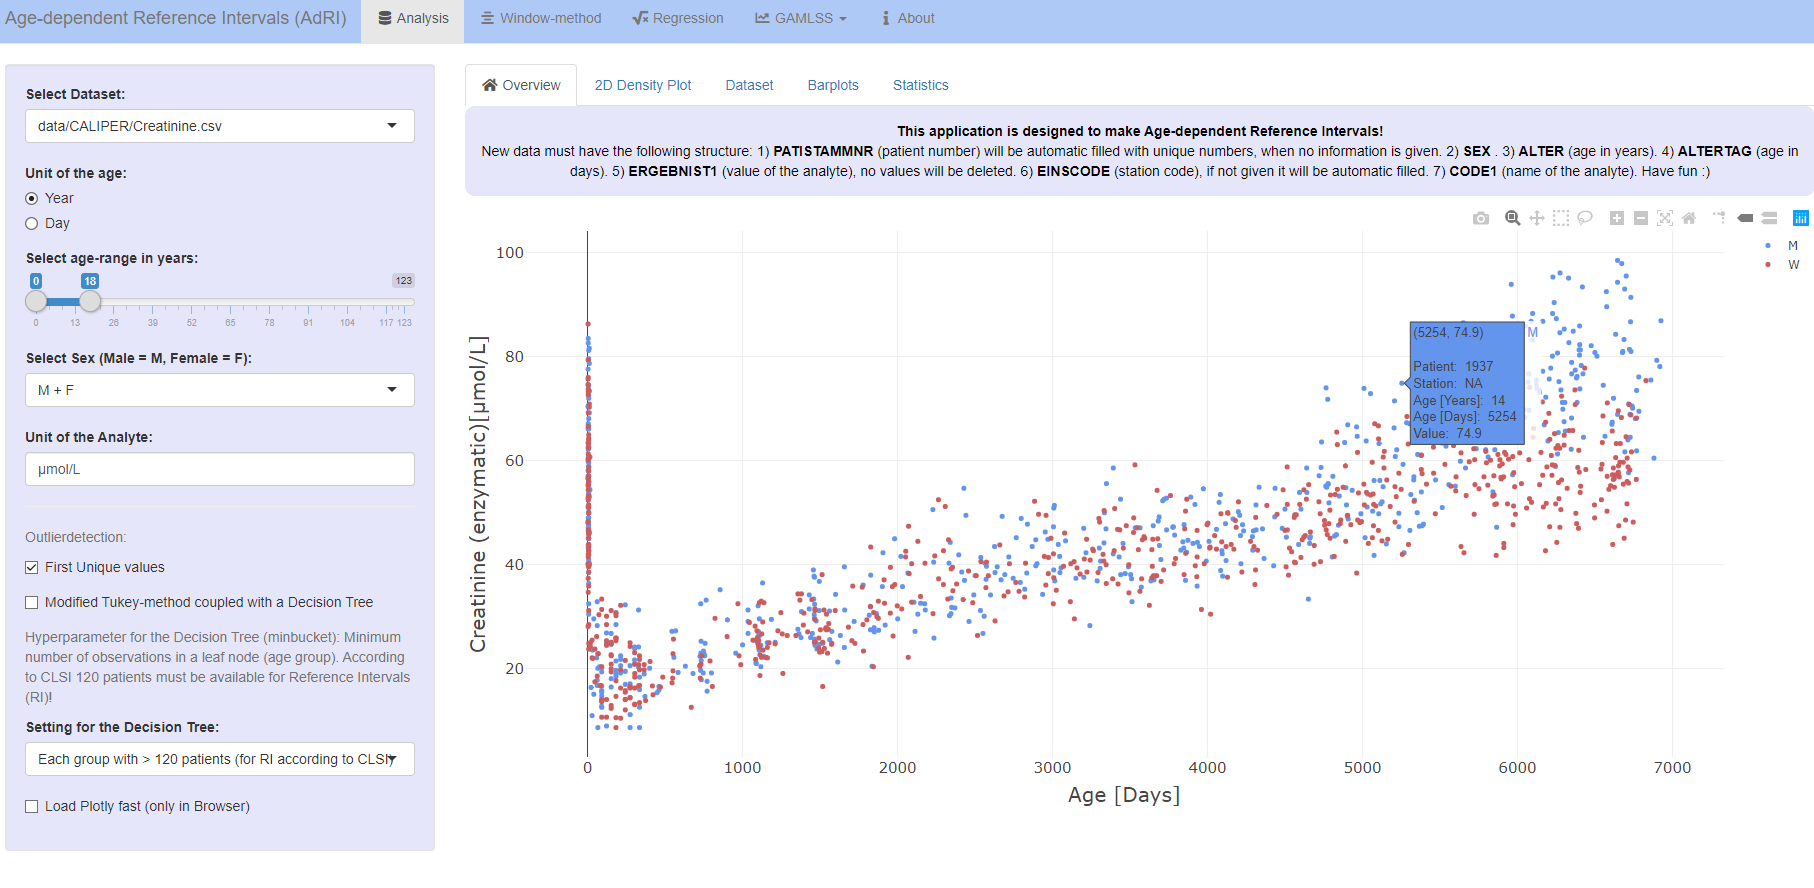 Age-dependent Reference Intervals (AdRI)
Analysis
Window-method
Regression
GAMLSS
About
Select Dataset:
data/CALIPER/Creatinine.csv
Unit of the age:
Year
Day
Select age-range in years:
0
18
123
0 13 26 39 52 65 78 91 104 117 123
Select Sex (Male = M, Female = F):
M + F
Unit of the Analyte:
µmol/L
Outlierdetection:
First Unique values
Modified Tukey-method coupled with a Decision Tree
Hyperparameter for the Decision Tree (minbucket): Minimum
number of observations in a leaf node (age group). According
to CLSI 120 patients must be available for Reference Intervals
(RI)!
Setting for the Decision Tree:
Each group with > 120 patients (for RI according to CLSI)
Load Plotly fast (only in Browser)
Overview
2D Density Plot
Dataset
Barplots
Statistics
This application is designed to make Age-dependent Reference Intervals!
New data must have the following structure: 1) PATISTAMMNR (patient number) will be automatic filled with unique numbers, when no information is given. 2) SEX . 3) ALTER (age in years). 4) ALTERTAG (age in
days). 5) ERGEBNIST1 (value of the analyte), no values will be deleted. 6) EINSCODE (station code), if not given it will be automatic filled. 7) CODE1 (name of the analyte). Have fun :)
M
W
Creatinine (enzymatic)[µmol/L]
100
80
60
40
20
(5254, 74.9)
M
Patient: 1937
Station: NA
Age [Years]: 14
Age [Days]: 5254
Value: 74.9
0 1000 2000 3000 4000 5000 6000 7000
Age [Days]